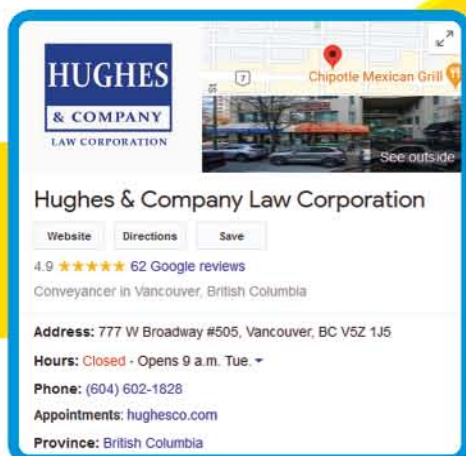 HUGHES
& COMPANY
LAW CORPORATION
7
St
Chipotle Mexican Grill
See outside
Hughes & Company Law Corporation
Website Directions Save
4.9 ★★★★★ 62 Google reviews
Conveyancer in Vancouver, British Columbia
Address: 777 W Broadway #505, Vancouver, BC V5Z 1J5
Hours: Closed - Opens 9 a.m. Tue.
Phone: (604) 602-1828
Appointments: hughesco.com
Province: British Columbia